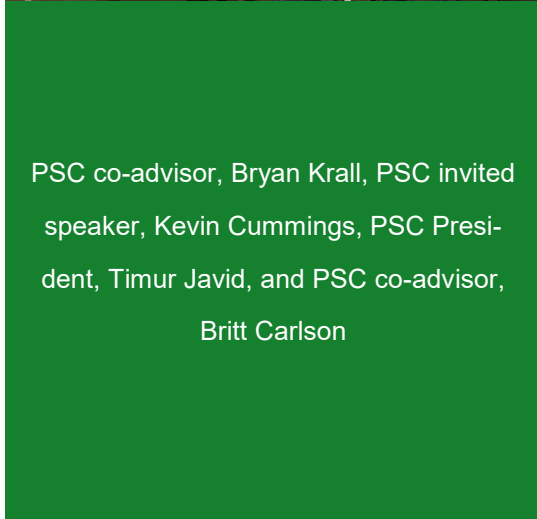 PSC co-advisor, Bryan Krall, PSC invited
speaker, Kevin Cummings, PSC Presi-
dent, Timur Javid, and PSC co-advisor,
Britt Carlson